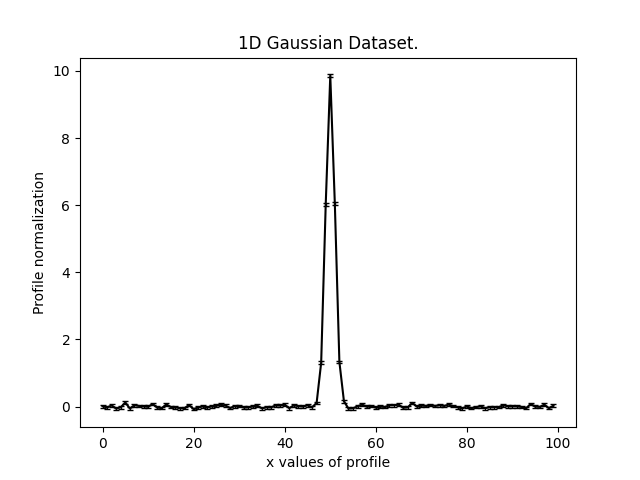 1D Gaussian Dataset.
Profile normalization
10
8
6
4
2
0
0 20 40 60 80 100
x values of profile